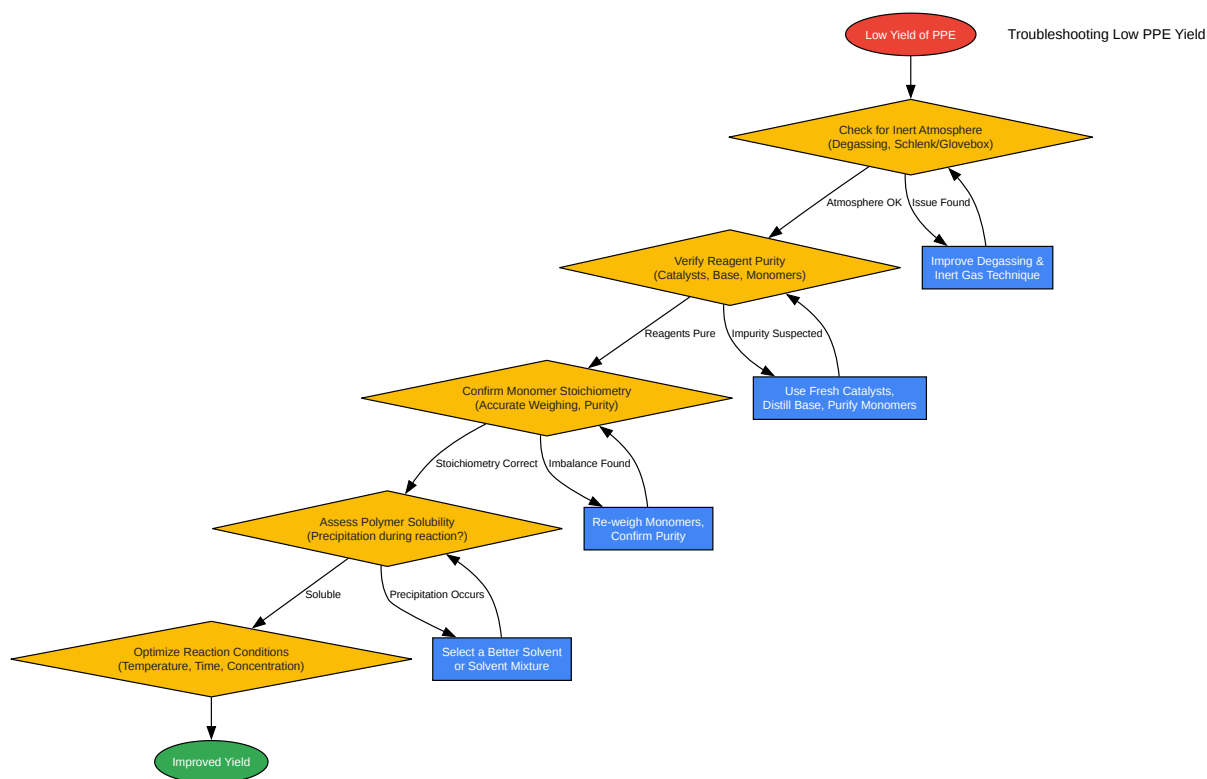 Low Yield of PPE
Troubleshooting Low PPE Yield
Check for Inert Atmosphere
(Degassing, Schlenk/Glovebox)
Atmosphere OK
Issue Found
Verify Reagent Purity
(Catalysts, Base, Monomers)
Improve Degassing &
Inert Gas Technique
Reagents Pure
Impurity Suspected
Confirm Monomer Stoichiometry
(Accurate Weighing, Purity)
Use Fresh Catalysts,
Distill Base, Purify Monomers
Stoichiometry Correct
Imbalance Found
Assess Polymer Solubility
(Precipitation during reaction?)
Re-weigh Monomers,
Confirm Purity
Soluble
Precipitation Occurs
Optimize Reaction Conditions
(Temperature, Time, Concentration)
Select a Better Solvent
or Solvent Mixture
Improved Yield